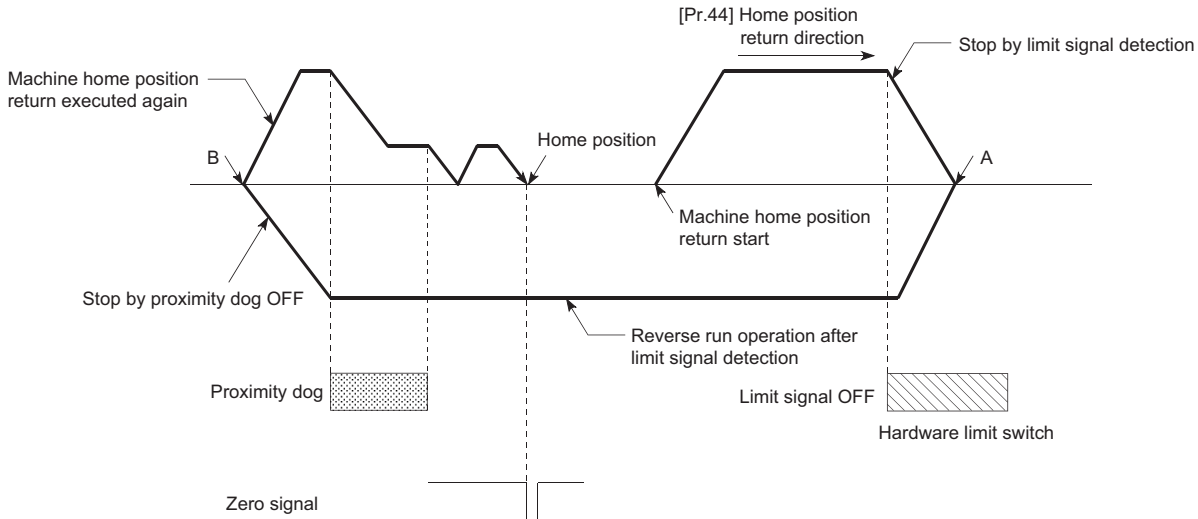 [Pr.44] Home position
return direction
Stop by limit signal detection
Machine home position
return executed again
Home position
B
A
Machine home position
return start
Stop by proximity dog OFF
Reverse run operation after
limit signal detection
Proximity dog
Limit signal OFF
Hardware limit switch
Zero signal